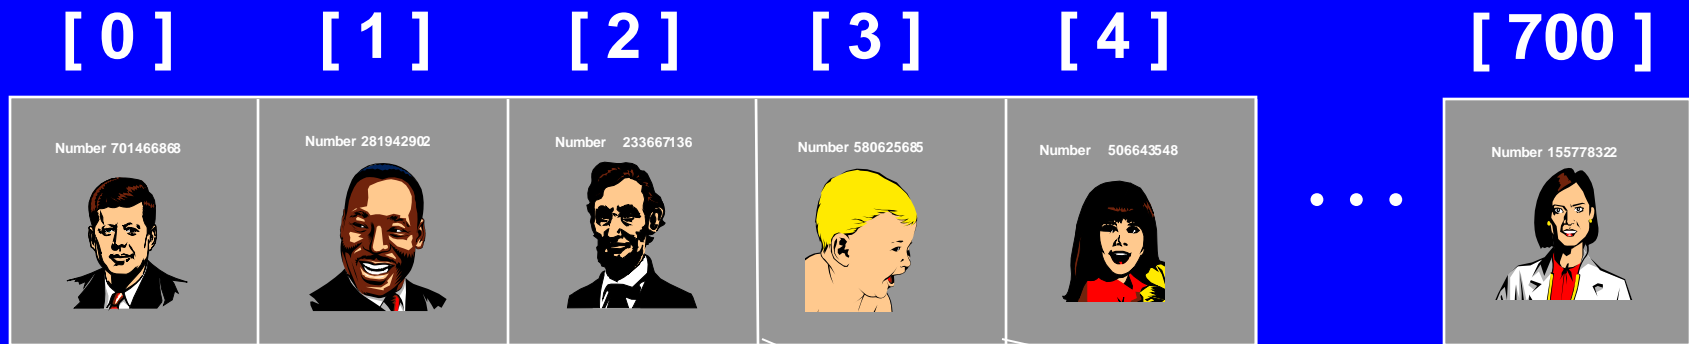 [ 0 ] [ 1 ] [ 2 ] [ 3 ] [ 4 ] [ 700 ]
Number 701466868
Number 281942902
Number 233667136
Number 580625685
Number 506643548
• • •
Number 155778322